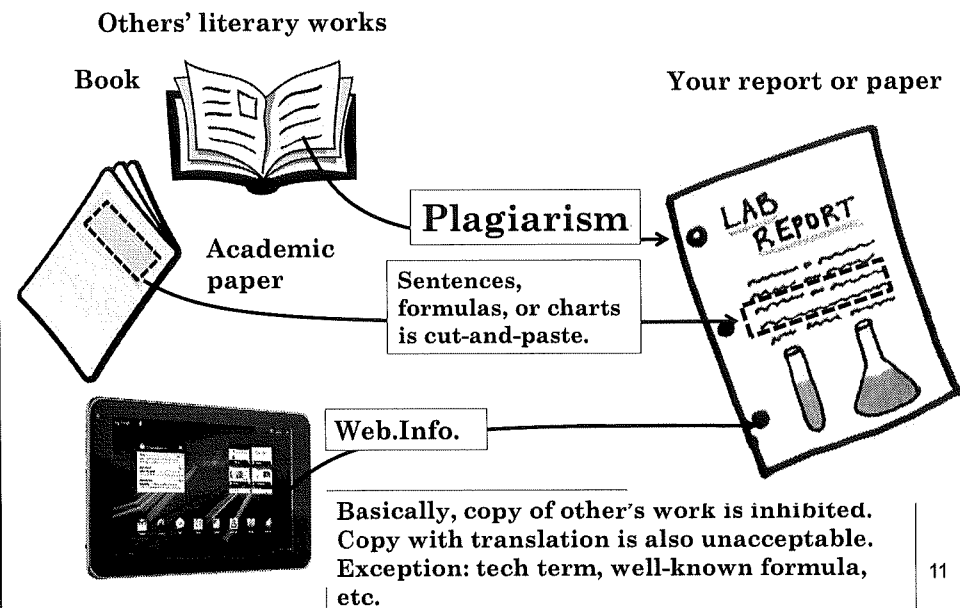 Others' literary works
Book
Your report or paper
Plagiarism
LAB
REPORT
Academic
paper
Sentences,
formulas, or charts
is cut-and-paste.
Web.Info.
Basically, copy of other's work is inhibited.
Copy with translation is also unacceptable.
Exception: tech term, well-known formula,
etc.
11